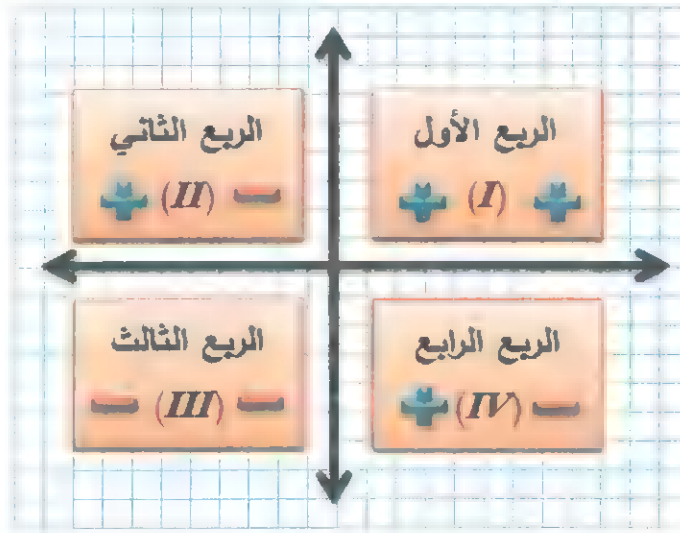 الربع الأول
+ (I) +
الربع الثاني
+ (II) −
الربع الثالث
− (III) −
الربع الرابع
+ (IV) −